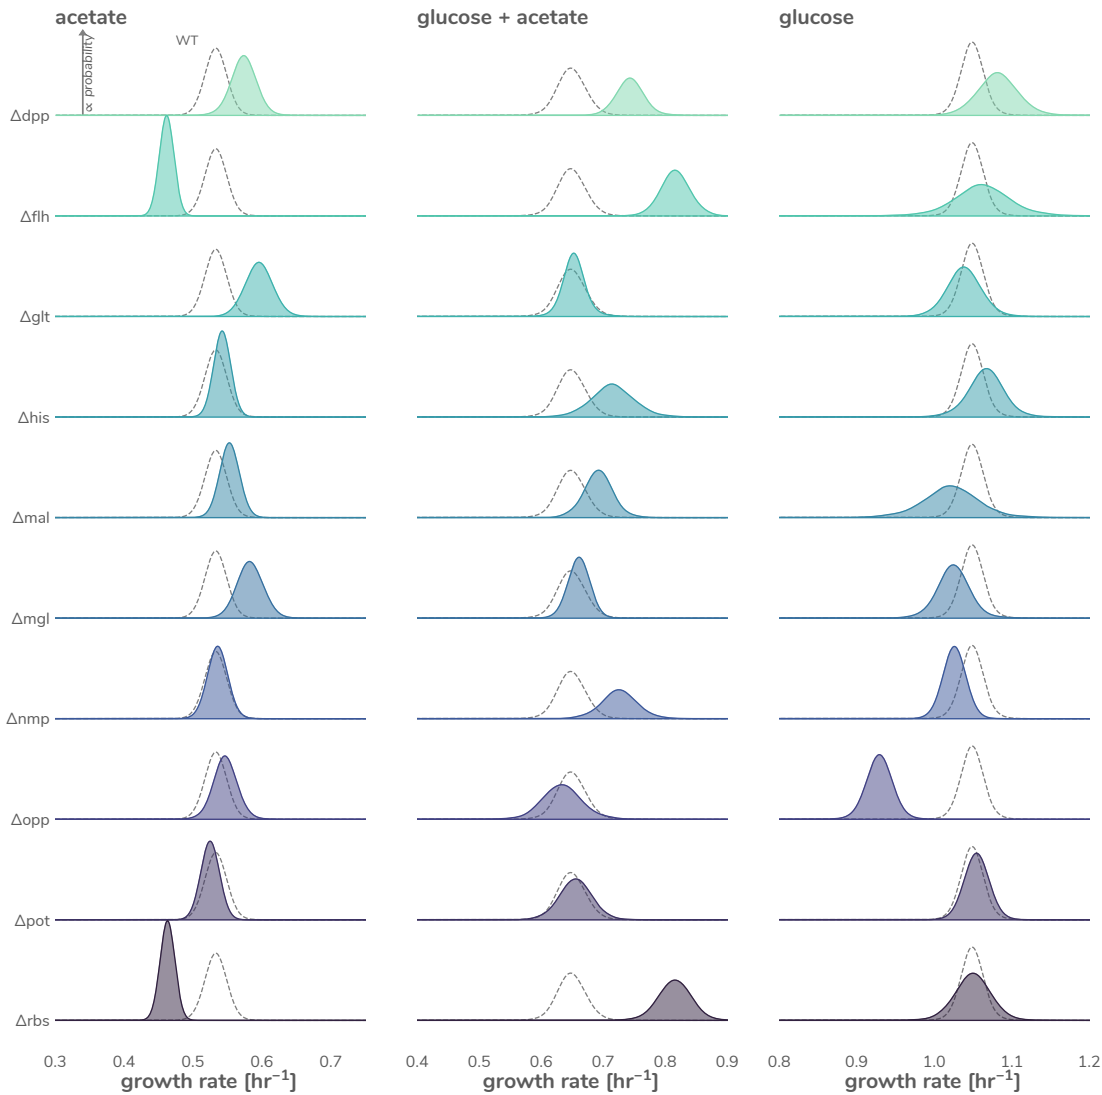 acetate
glucose + acetate
glucose
∝ probability
WT
Δdpp
Δflh
Δglt
Δhis
Δmal
Δmgl
Δnmp
Δopp
Δpot
Δrbs
0.3 0.4 0.5 0.6 0.7
0.4 0.5 0.6 0.7 0.8 0.9
0.8 0.9 1.0 1.1 1.2
growth rate [hr⁻¹]
growth rate [hr⁻¹]
growth rate [hr⁻¹]